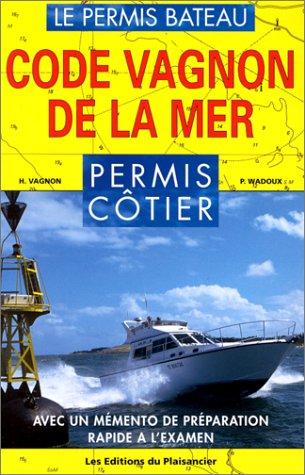 LE PERMIS BATEAU
CODE VAGNON
DE LA MER
H. VAGNON
P. WADOUX
PERMIS
CÔTIER
AVEC UN MÉMENTO DE PRÉPARATION
RAPIDE A L'EXAMEN
Les Editions du Plaisancier